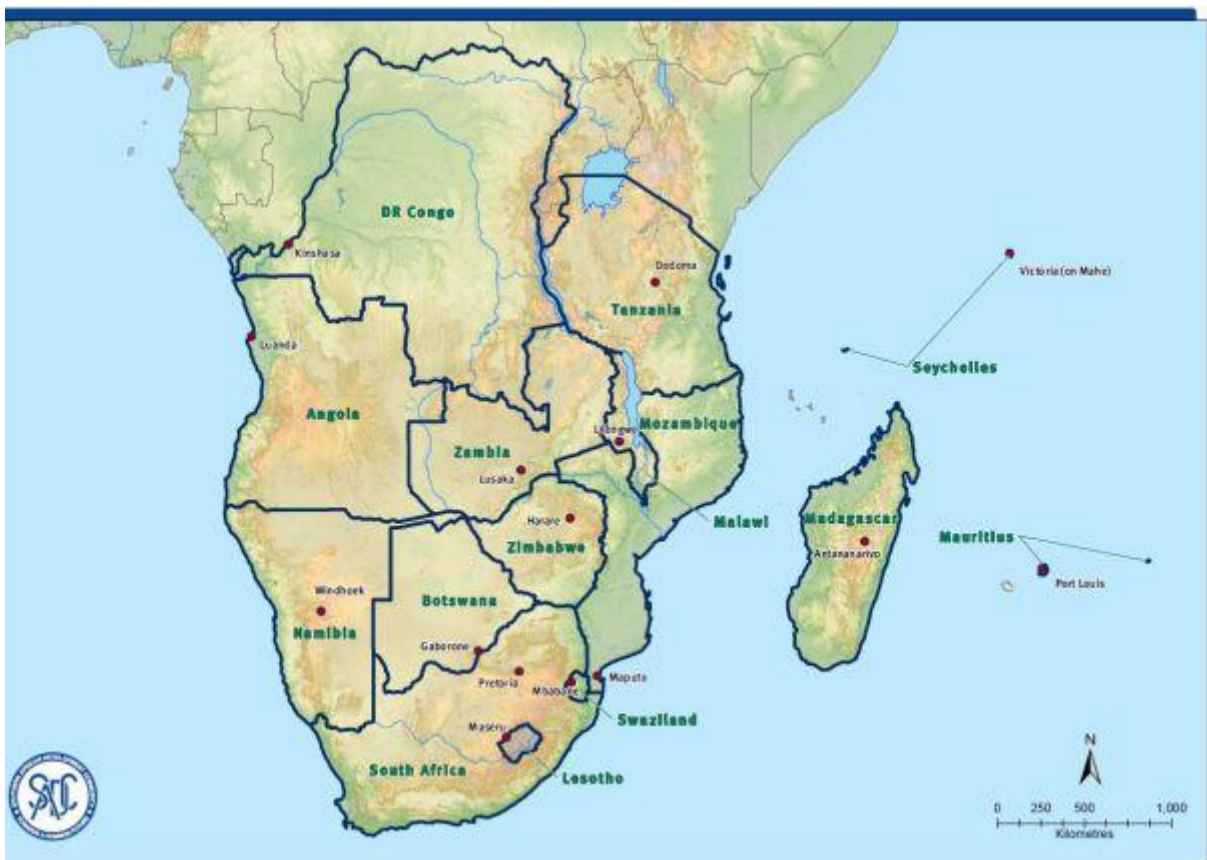 DR Congo
Kinshasa
Dodoma
Victoria (on Mahe)
Tanzania
Luanda
Seychelles
Angola
Mozambique
Lilongwe
Zambia
Lusaka
Malawi
Harare
Madagascar
Zimbabwe
Mauritius
Antananarivo
Port Louis
Windhoek
Botswana
Namibia
Gaborone
Pretoria
Mbabane
Maputo
Swaziland
Maseru
N
South Africa
Lesotho
SADC
0 250 500 1,000
Kilometres